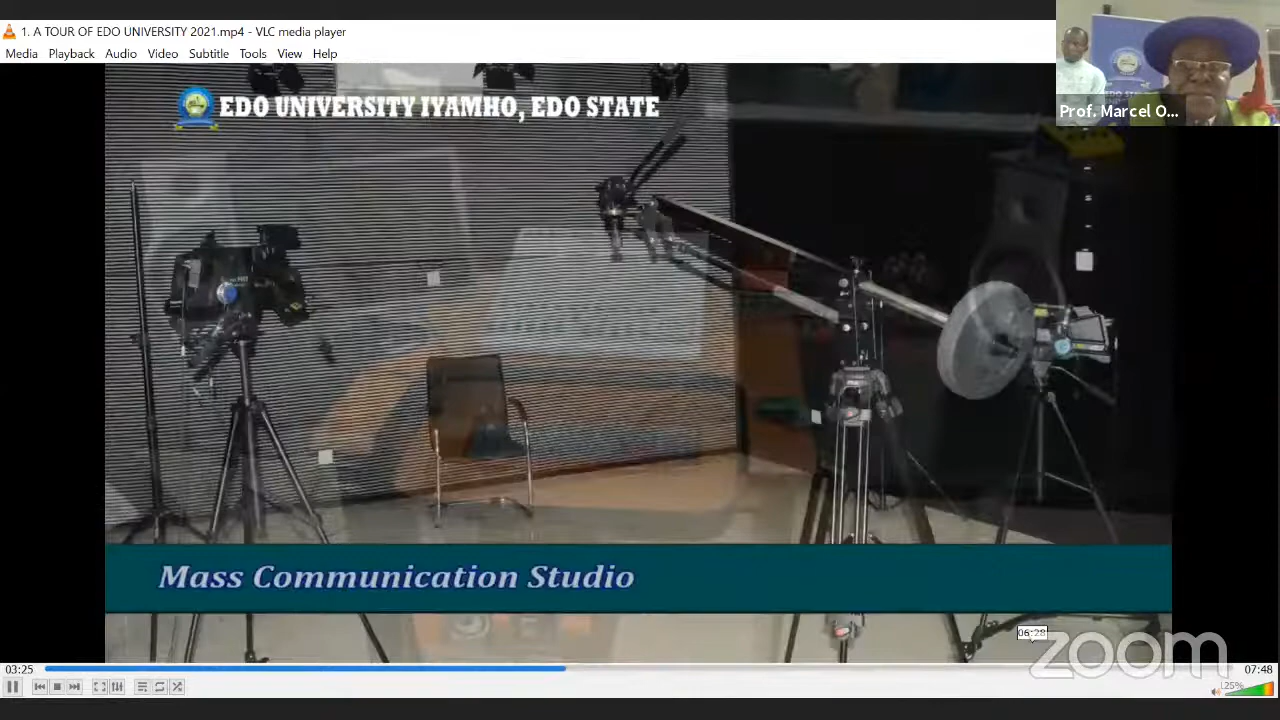 1. A TOUR OF EDO UNIVERSITY 2021.mp4 - VLC media player
Media Playback Audio Video Subtitle Tools View Help
Prof. Marcel O...
EDO UNIVERSITY IYAMHO, EDO STATE
Mass Communication Studio
06:28
zoom
03:25
07:48
125%